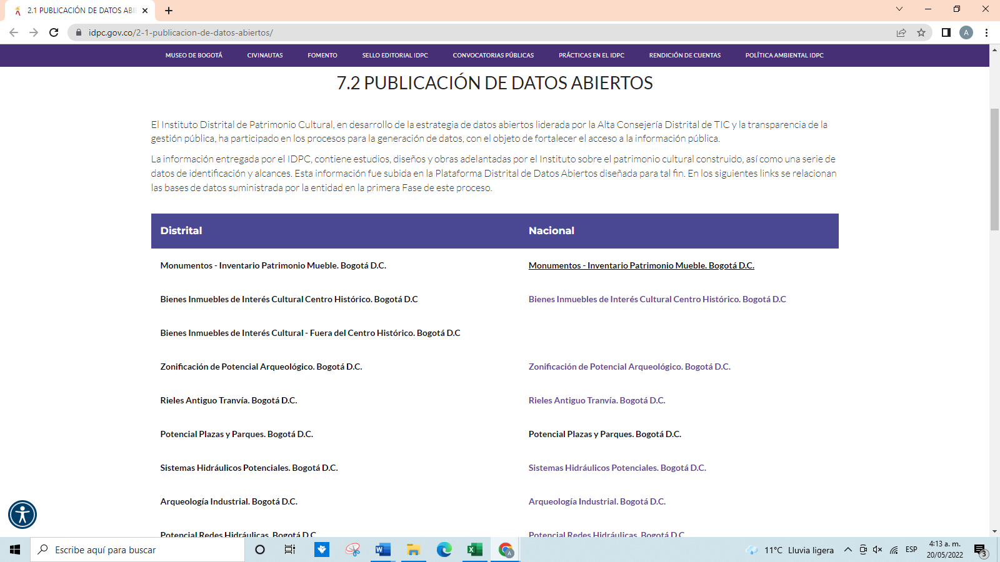 2.1 PUBLICACIÓN DE DATOS ABI
idpc.gov.co/2-1-publicacion-de-datos-abiertos/
A
MUSEO DE BOGOTÁ CIVINAUTAS FOMENTO SELLO EDITORIAL IDPC CONVOCATORIAS PÚBLICAS PRÁCTICAS EN EL IDPC RENDICIÓN DE CUENTAS POLÍTICA AMBIENTAL IDPC
7.2 PUBLICACIÓN DE DATOS ABIERTOS
El Instituto Distrital de Patrimonio Cultural, en desarrollo de la estrategia de datos abiertos liderada por la Alta Consejería Distrital de TIC y la transparencia de la
gestión pública, ha participado en los procesos para la generación de datos, con el objeto de fortalecer el acceso a la información pública.
La información entregada por el IDPC, contiene estudios, diseños y obras adelantadas por el Instituto sobre el patrimonio cultural construido, así como una serie de
datos de identificación y alcances. Esta información fue subida en la Plataforma Distrital de Datos Abiertos diseñada para tal fin. En los siguientes links se relacionan
las bases de datos suministrada por la entidad en la primera Fase de este proceso.
Distrital Nacional
Monumentos - Inventario Patrimonio Mueble. Bogotá D.C. Monumentos - Inventario Patrimonio Mueble. Bogotá D.C.
Bienes Inmuebles de Interés Cultural Centro Histórico. Bogotá D.C Bienes Inmuebles de Interés Cultural Centro Histórico. Bogotá D.C
Bienes Inmuebles de Interés Cultural - Fuera del Centro Histórico. Bogotá D.C
Zonificación de Potencial Arqueológico. Bogotá D.C. Zonificación de Potencial Arqueológico. Bogotá D.C.
Rieles Antiguo Tranvía. Bogotá D.C. Rieles Antiguo Tranvía. Bogotá D.C.
Potencial Plazas y Parques. Bogotá D.C. Potencial Plazas y Parques. Bogotá D.C.
Sistemas Hidráulicos Potenciales. Bogotá D.C. Sistemas Hidráulicos Potenciales. Bogotá D.C.
Arqueología Industrial. Bogotá D.C. Arqueología Industrial. Bogotá D.C.
Potencial Redes Hidráulicas. Bogotá D.C. Potencial Redes Hidráulicas. Bogotá D.C.
Escribe aquí para buscar
11°C Lluvia ligera
ESP
4:13 a. m.
20/05/2022
3